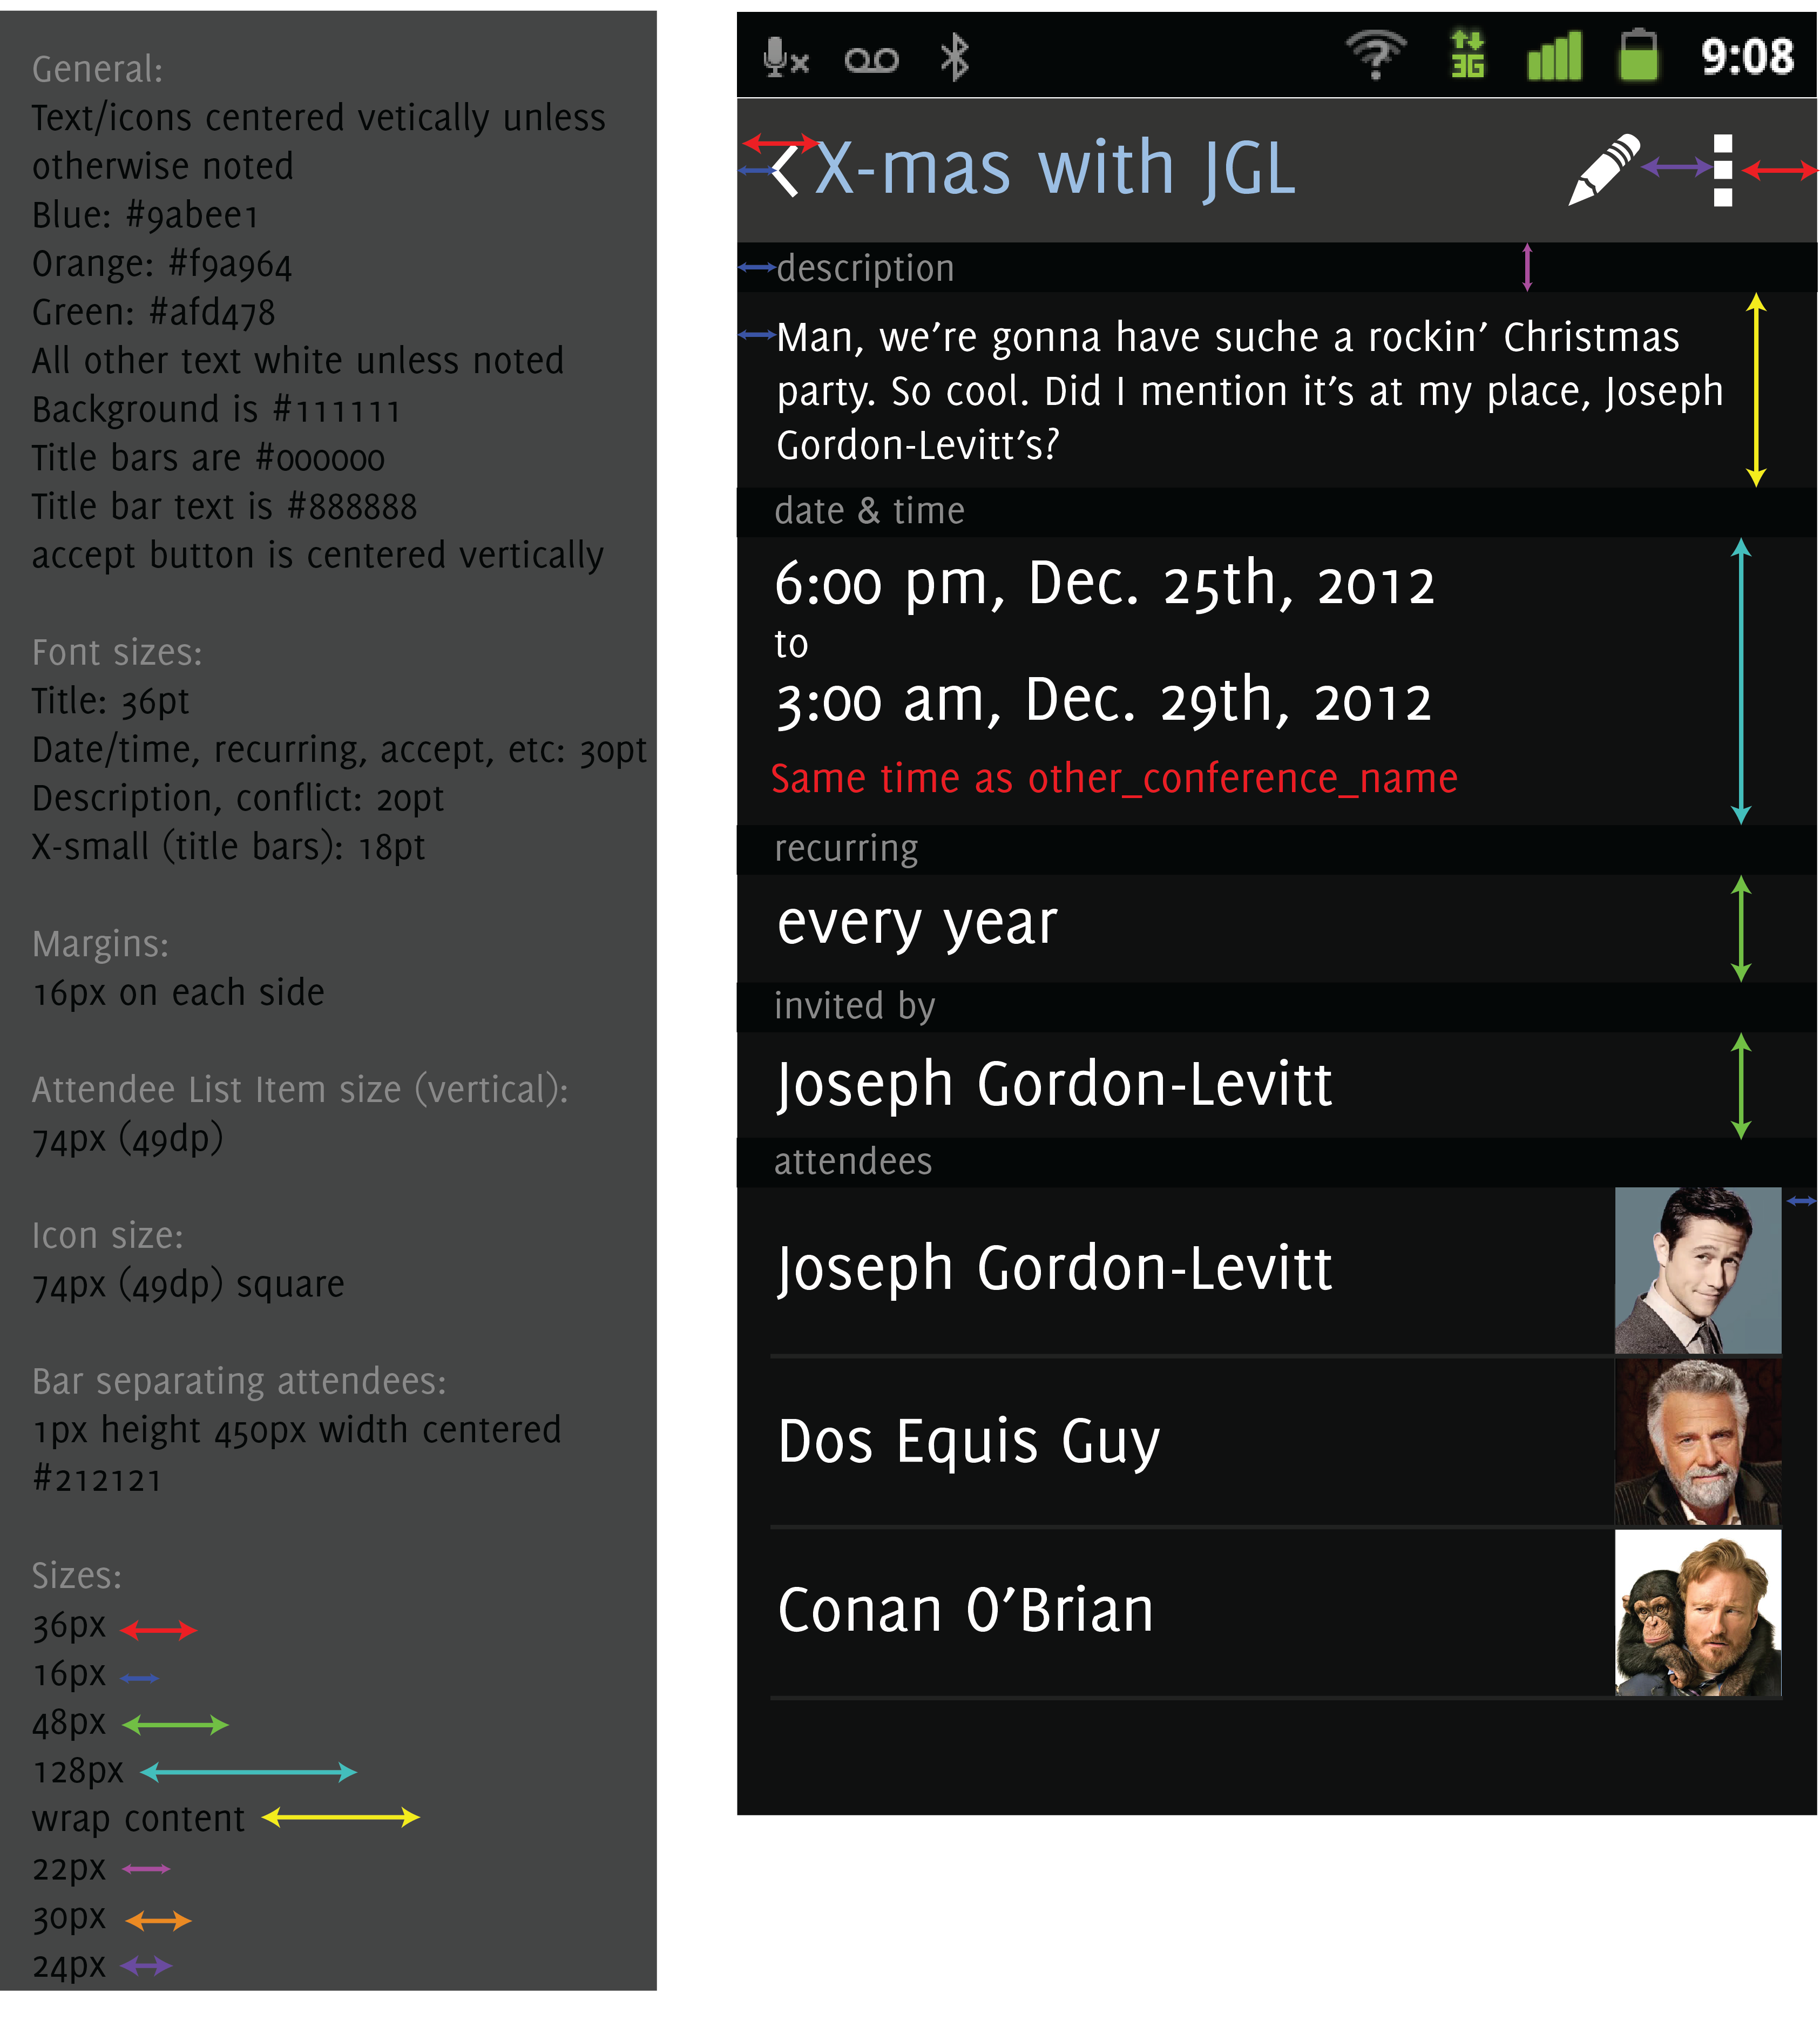 General:
Text/icons centered vetically unless
otherwise noted
Blue: #9abee1
Orange: #f9a964
Green: #afd478
All other text white unless noted
Background is #111111
Title bars are #000000
Title bar text is #888888
accept button is centered vertically
Font sizes:
Title: 36pt
Date/time, recurring, accept, etc: 30pt
Description, conflict: 20pt
X-small (title bars): 18pt
Margins:
16px on each side
Attendee List Item size (vertical):
74px (49dp)
Icon size:
74px (49dp) square
Bar separating attendees:
1px height 450px width centered
#212121
Sizes:
36px
16px
48px
128px
wrap content
22px
30px
24px
3G
9:08
X-mas with JGL
description
Man, we're gonna have suche a rockin' Christmas
party. So cool. Did I mention it's at my place, Joseph
Gordon-Levitt's?
date & time
6:00 pm, Dec. 25th, 2012
to
3:00 am, Dec. 29th, 2012
Same time as other_conference_name
recurring
every year
invited by
Joseph Gordon-Levitt
attendees
Joseph Gordon-Levitt
Dos Equis Guy
Conan O'Brian